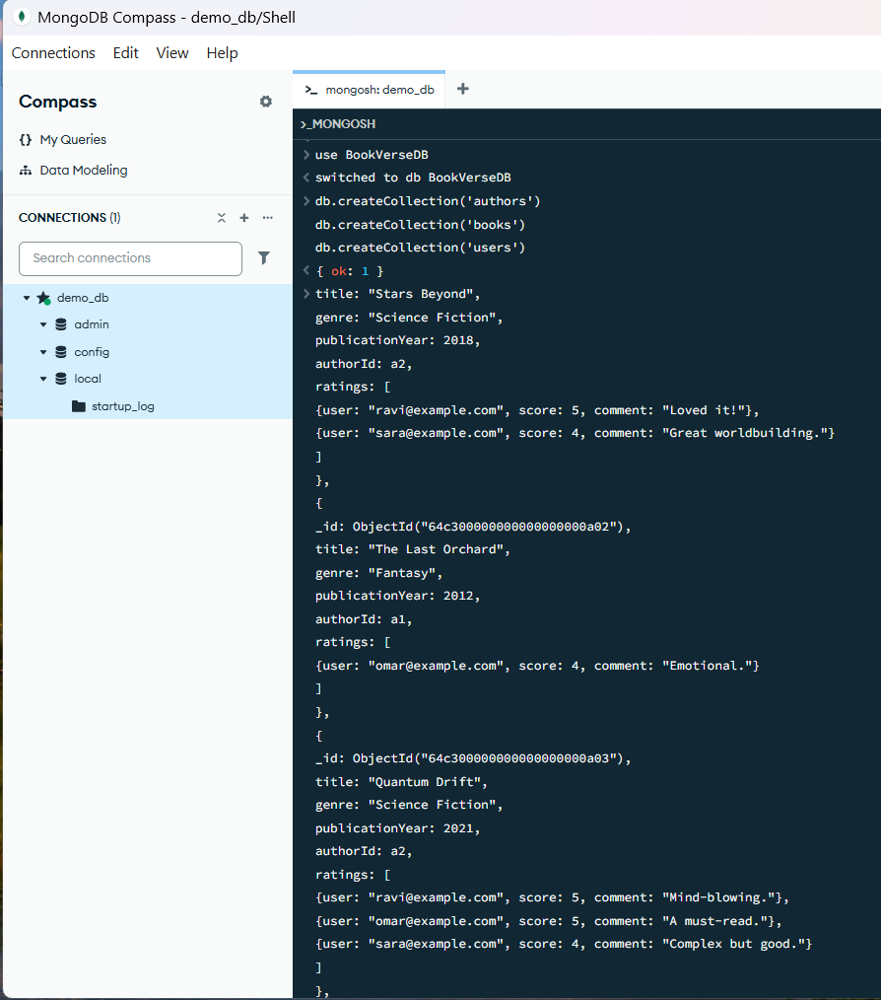 MongoDB Compass - demo_db/Shell
Connections Edit View Help
Compass
My Queries
Data Modeling
CONNECTIONS (1)
Search connections
demo_db
admin
config
local
startup_log
mongosh: demo_db
>_MONGOSH
use BookVerseDB
switched to db BookVerseDB
db.createCollection('authors')
db.createCollection('books')
db.createCollection('users')
{ ok: 1 }
title: "Stars Beyond",
genre: "Science Fiction",
publicationYear: 2018,
authorId: a2,
ratings: [
{user: "ravi@example.com", score: 5, comment: "Loved it!"},
{user: "sara@example.com", score: 4, comment: "Great worldbuilding."}
]
},
{
_id: ObjectId("64c300000000000000000a02"),
title: "The Last Orchard",
genre: "Fantasy",
publicationYear: 2012,
authorId: a1,
ratings: [
{user: "omar@example.com", score: 4, comment: "Emotional."}
]
},
{
_id: ObjectId("64c300000000000000000a03"),
title: "Quantum Drift",
genre: "Science Fiction",
publicationYear: 2021,
authorId: a2,
ratings: [
{user: "ravi@example.com", score: 5, comment: "Mind-blowing."},
{user: "omar@example.com", score: 5, comment: "A must-read."},
{user: "sara@example.com", score: 4, comment: "Complex but good."}
]
},